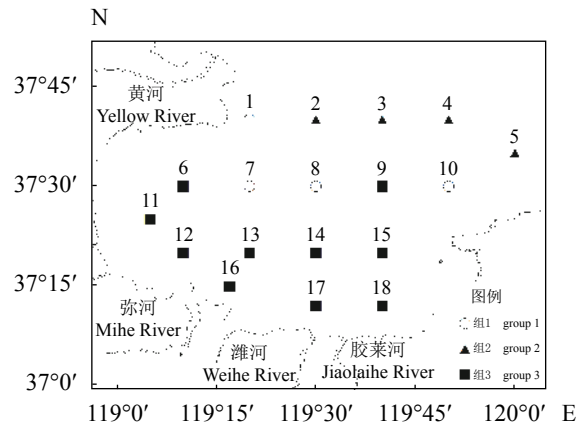 N
37°45′
黄河
Yellow River
1
2
3
4
5
37°30′
6
7
8
9
10
11
12
13
14
15
37°15′
16
17
18
弥河
Mihe River
潍河
Weihe River
胶莱河
Jiaolaihe River
图例
组1 group 1
组2 group 2
组3 group 3
37°0′
119°0′ 119°15′ 119°30′ 119°45′ 120°0′ E